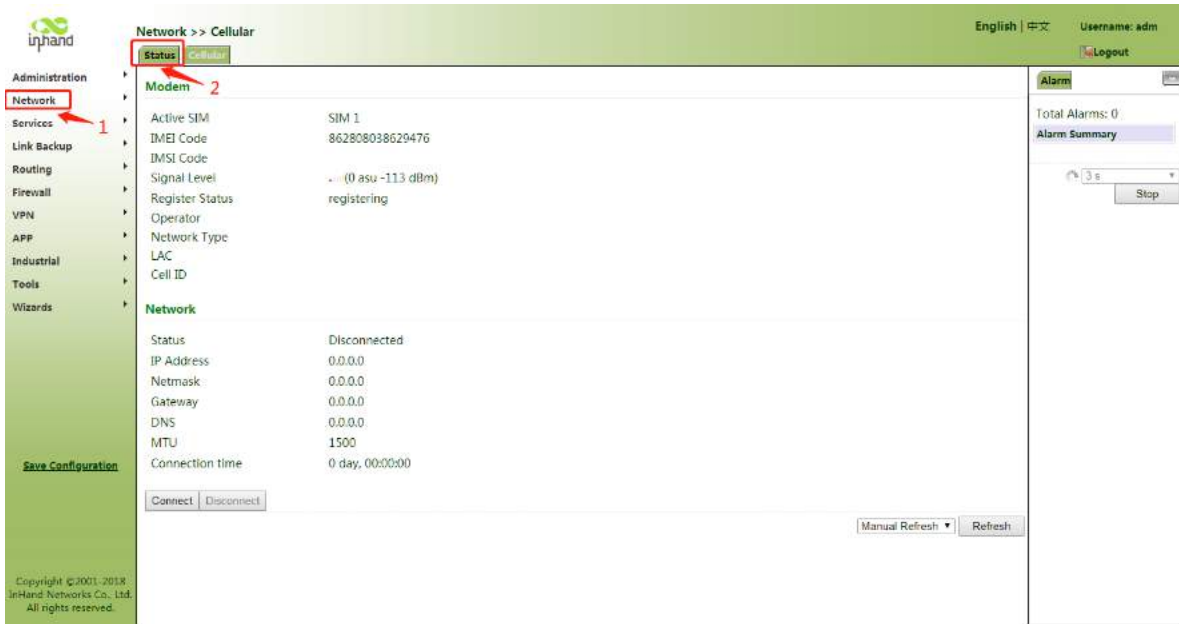 inhand
Network >> Cellular
English | 中文
Username: adm
Logout
Status
Cellular
2
Administration
Network
1
Services
Link Backup
Routing
Firewall
VPN
APP
Industrial
Tools
Wizards
Save Configuration
Copyright ©2001-2018
InHand Networks Co., Ltd.
All rights reserved.
Modem
Active SIM SIM 1
IMEI Code 862808038629476
IMSI Code
Signal Level (0 asu -113 dBm)
Register Status registering
Operator
Network Type
LAC
Cell ID
Network
Status Disconnected
IP Address 0.0.0.0
Netmask 0.0.0.0
Gateway 0.0.0.0
DNS 0.0.0.0
MTU 1500
Connection time 0 day, 00:00:00
Connect Disconnect
Manual Refresh Refresh
Alarm
Total Alarms: 0
Alarm Summary
3 s
Stop